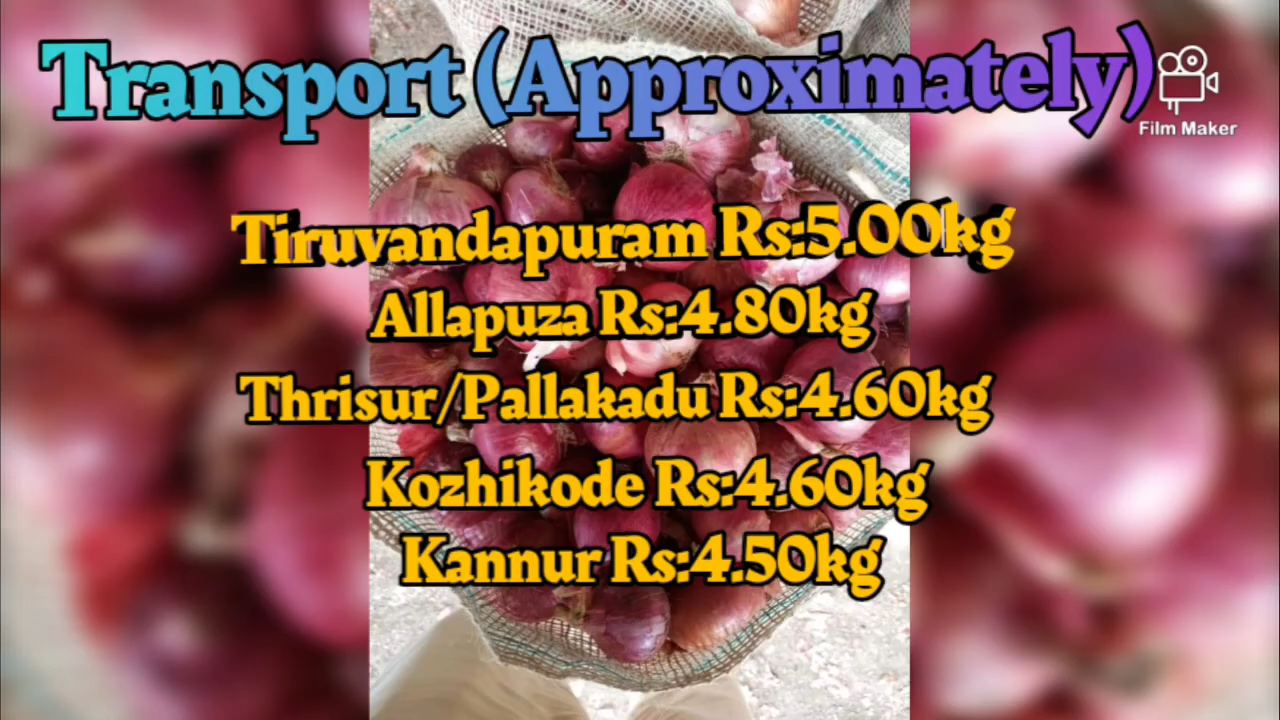 Transport (Approximately)
Film Maker
Tiruvandapuram Rs:5.00kg
Allapuza Rs:4.80kg
Thrisur/Pallakadu Rs:4.60kg
Kozhikode Rs:4.60kg
Kannur Rs:4.50kg